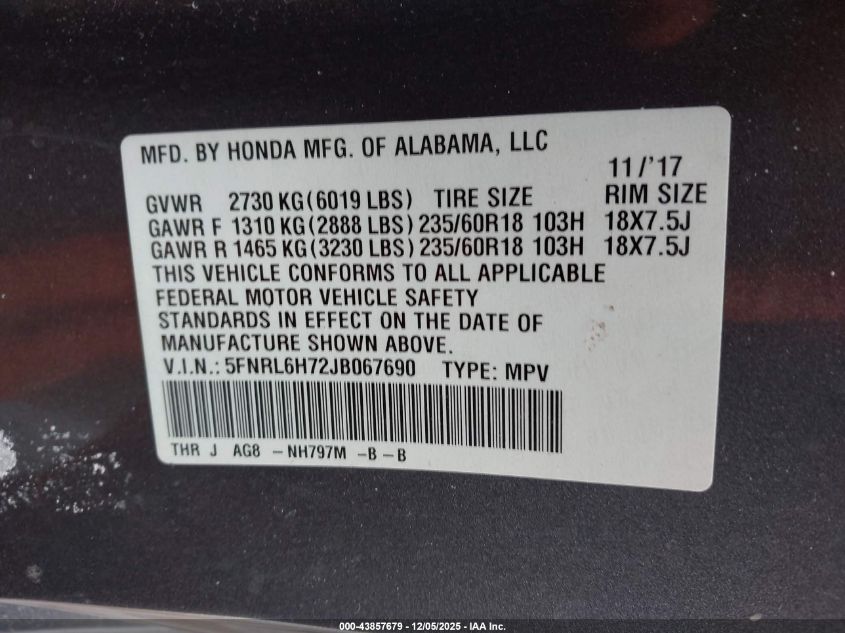 MFD. BY HONDA MFG. OF ALABAMA, LLC
11/'17
GVWR 2730 KG(6019 LBS) TIRE SIZE RIM SIZE
GAWR F 1310 KG(2888 LBS) 235/60R18 103H 18X7.5J
GAWR R 1465 KG(3230 LBS) 235/60R18 103H 18X7.5J
THIS VEHICLE CONFORMS TO ALL APPLICABLE
FEDERAL MOTOR VEHICLE SAFETY
STANDARDS IN EFFECT ON THE DATE OF
MANUFACTURE SHOWN ABOVE.
V.I.N.: 5FNRL6H72JB067690 TYPE: MPV
THR J AG8 - NH797M - B - B
000-43857679 - 12/05/2025 - IAA Inc.